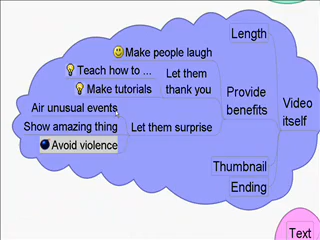 Length
Make people laugh
Teach how to ...
Let them
thank you
Make tutorials
Provide
benefits
Air unusual events
Show amazing thing
Let them surprise
Avoid violence
Video
itself
Thumbnail
Ending
Text